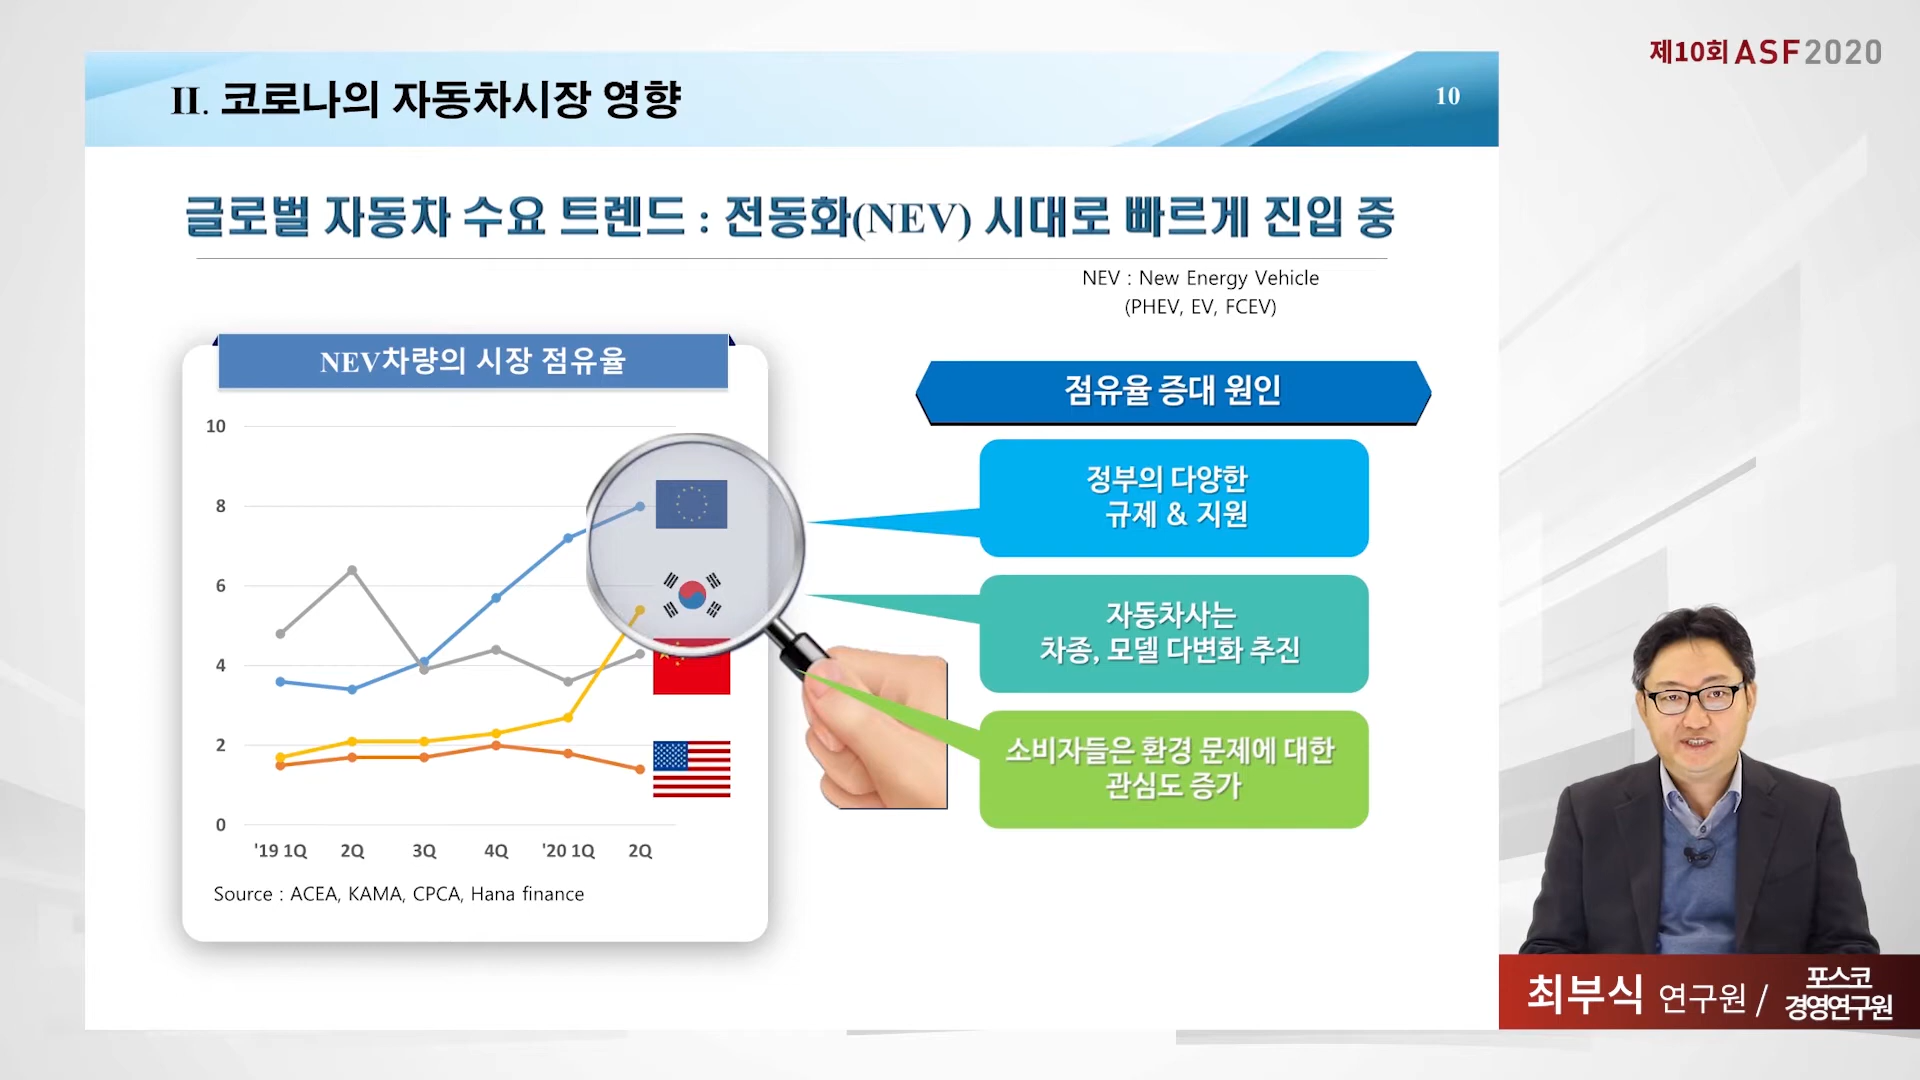 제10회 ASF2020
II. 코로나의 자동차시장 영향
10
글로벌 자동차 수요 트렌드 : 전동화(NEV) 시대로 빠르게 진입 중
NEV : New Energy Vehicle
(PHEV, EV, FCEV)
NEV차량의 시장 점유율
10
8
6
4
2
0
'19 1Q 2Q 3Q 4Q '20 1Q 2Q
Source : ACEA, KAMA, CPCA, Hana finance
점유율 증대 원인
정부의 다양한
규제 & 지원
자동차사는
차종, 모델 다변화 추진
소비자들은 환경 문제에 대한
관심도 증가
최부식 연구원 / 포스코
경영연구원